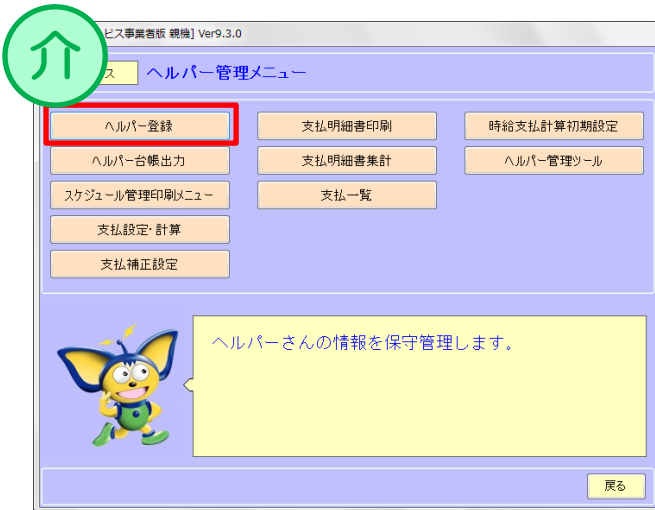 介
ビス事業者版 親機] Ver9.3.0
ス
ヘルパー管理メニュー
ヘルパー登録
支払明細書印刷
時給支払計算初期設定
ヘルパー台帳出力
支払明細書集計
ヘルパー管理ツール
スケジュール管理印刷メニュー
支払一覧
支払設定・計算
支払補正設定
ヘルパーさんの情報を保守管理します。
戻る